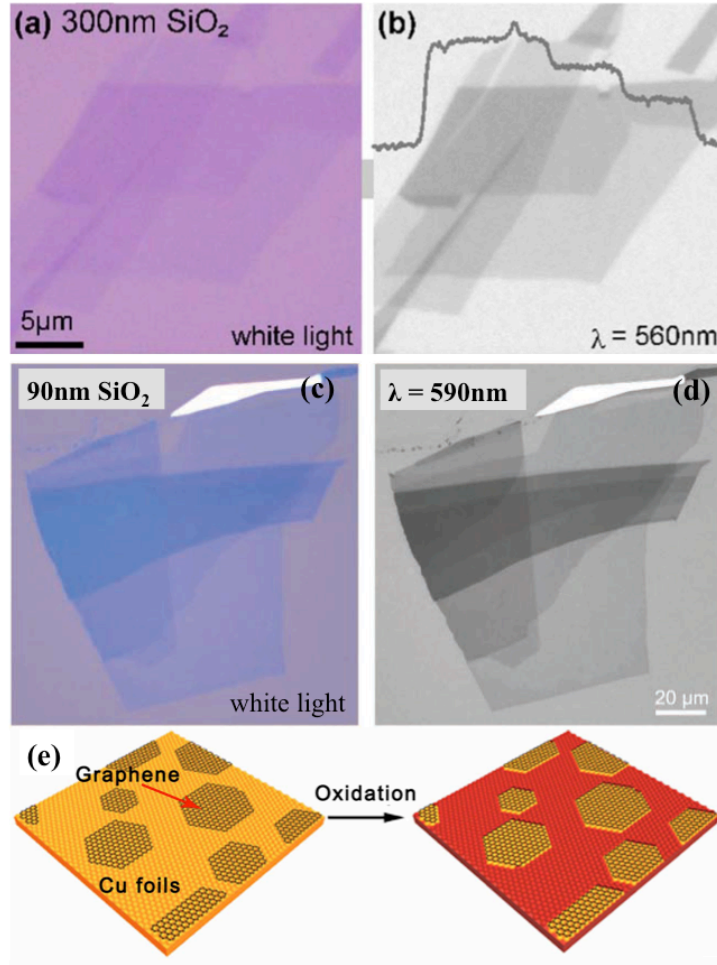 (a) 300nm SiO₂
5μm
white light
(b)
λ = 560nm
90nm SiO₂
(c)
white light
λ = 590nm
(d)
20 μm
(e)
Graphene
Oxidation
Cu foils